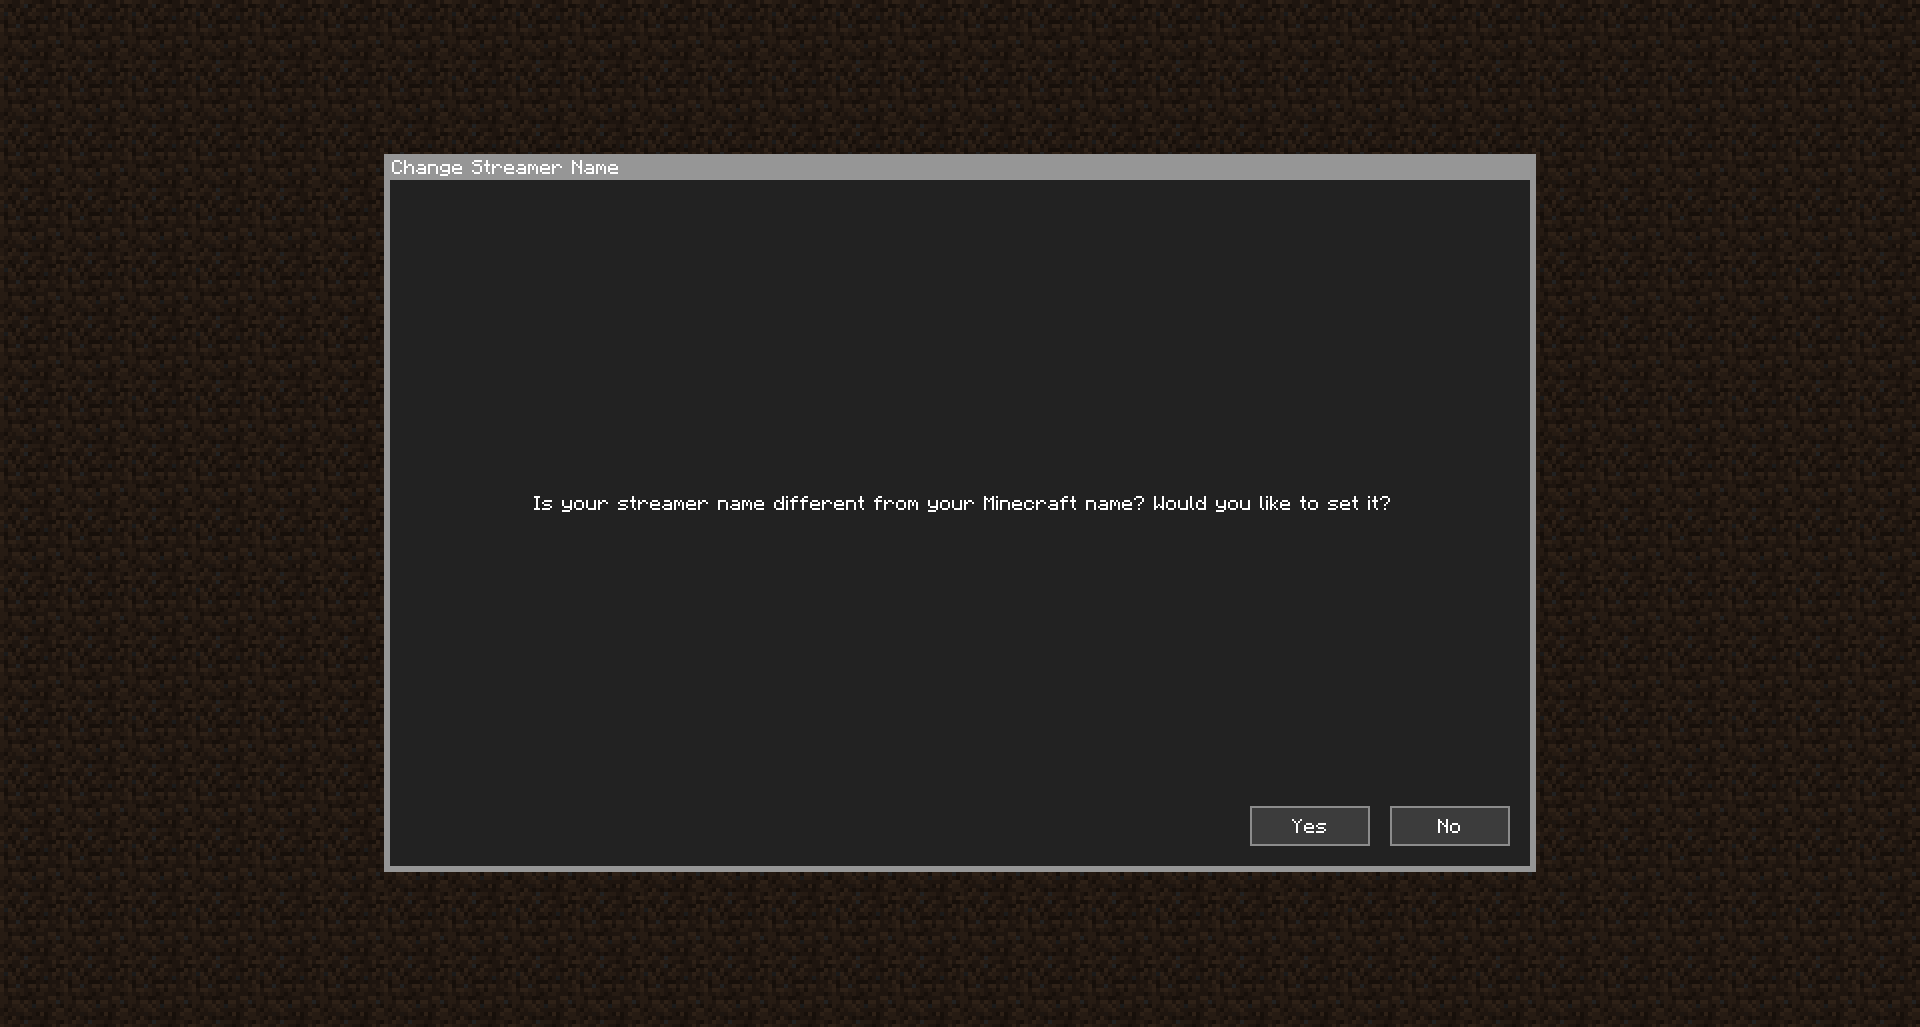 Change Streamer Name
Is your streamer name different from your Minecraft name? Would you like to set it?
Yes
No